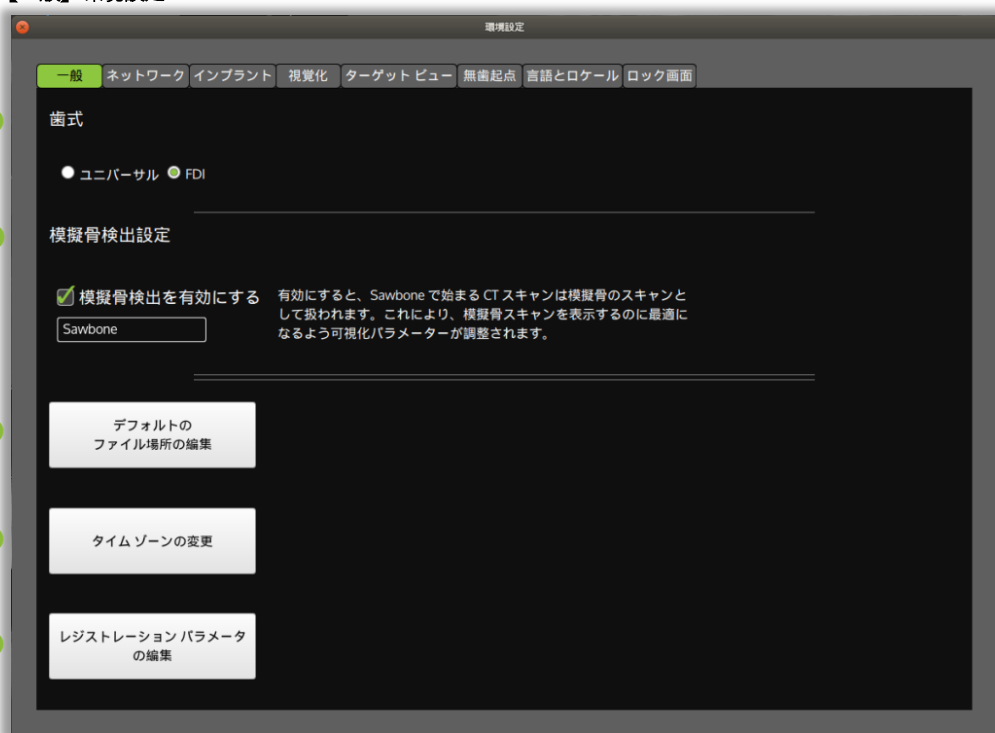 環境設定
一般 ネットワーク インプラント 視覚化 ターゲット ビュー 無歯起点 言語とロケール ロック画面
歯式
ユニバーサル FDI
模擬骨検出設定
模擬骨検出を有効にする
Sawbone
有効にすると、Sawbone で始まる CT スキャンは模擬骨のスキャンと
して扱われます。これにより、模擬骨スキャンを表示するのに最適に
なるよう可視化パラメーターが調整されます。
デフォルトの
ファイル場所の編集
タイム ゾーンの変更
レジストレーション パラメータ
の編集